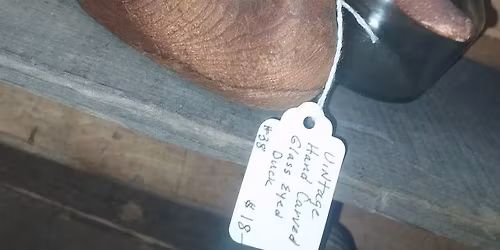 Vintage
Hand Carved
Glass Eyed
Duck
#38 $18-